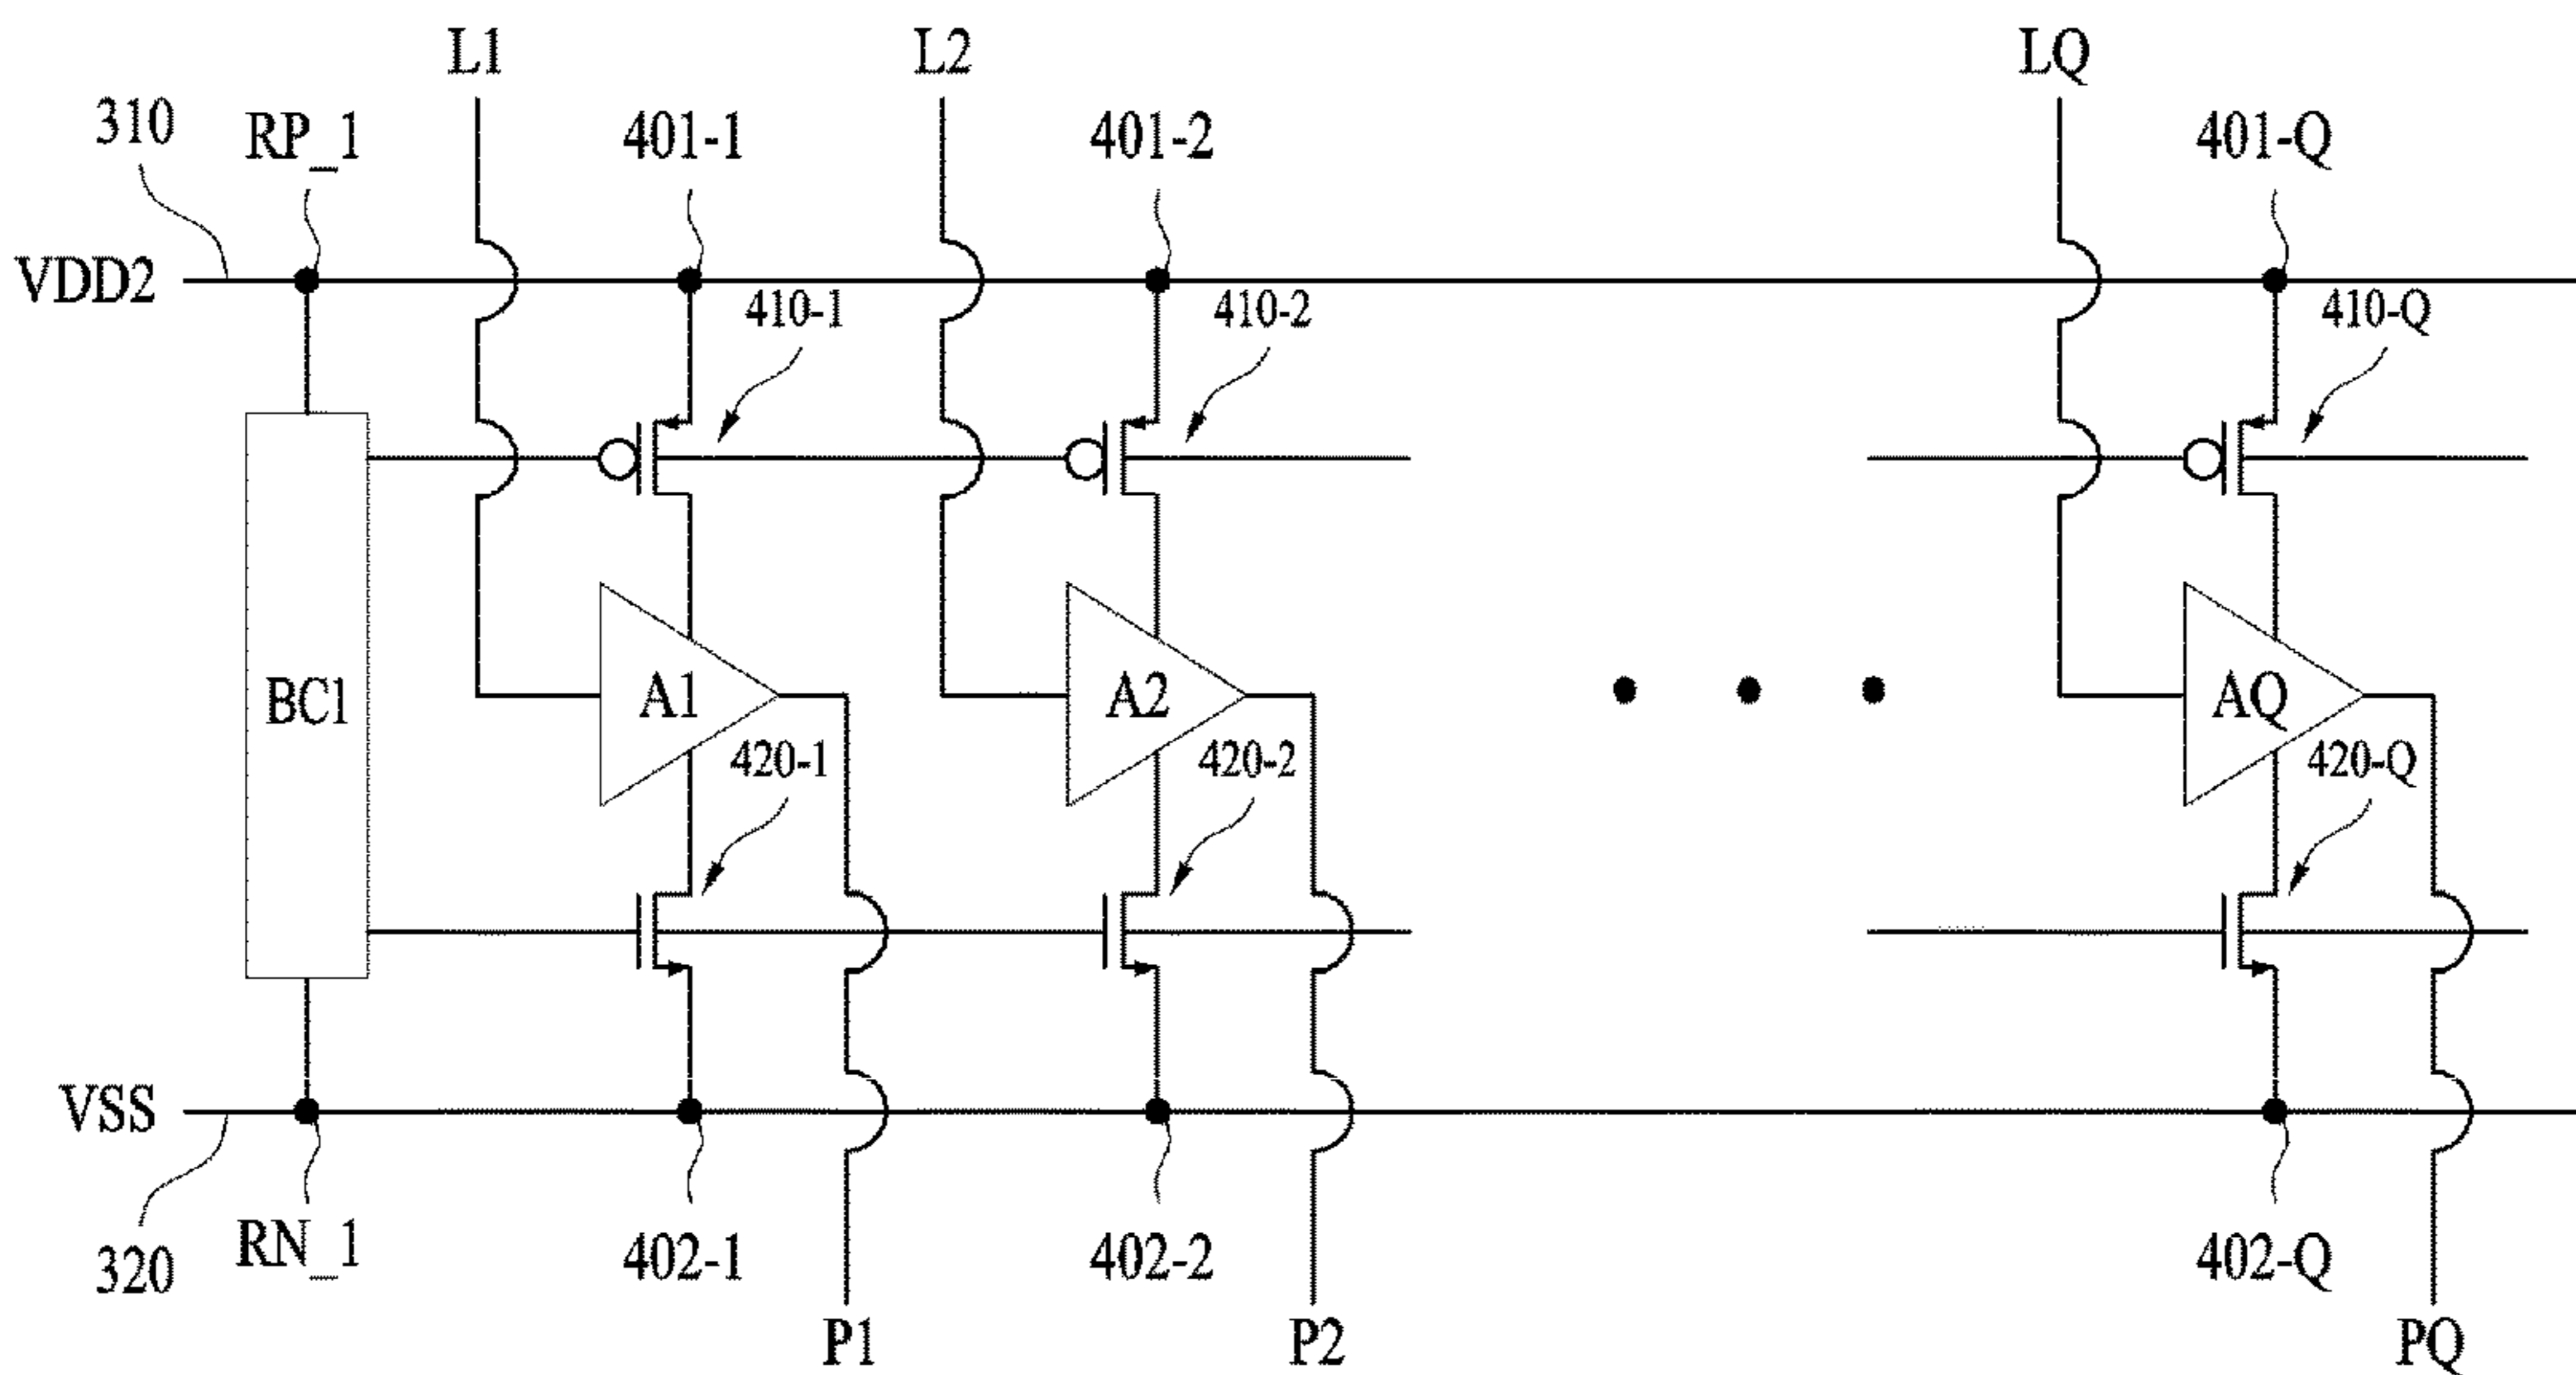 L1
L2
LQ
310
RP_1
401-1
401-2
401-Q
VDD2
410-1
410-2
410-Q
BC1
A1
A2
AQ
420-1
420-2
420-Q
VSS
320
RN_1
402-1
402-2
402-Q
P1
P2
PQ